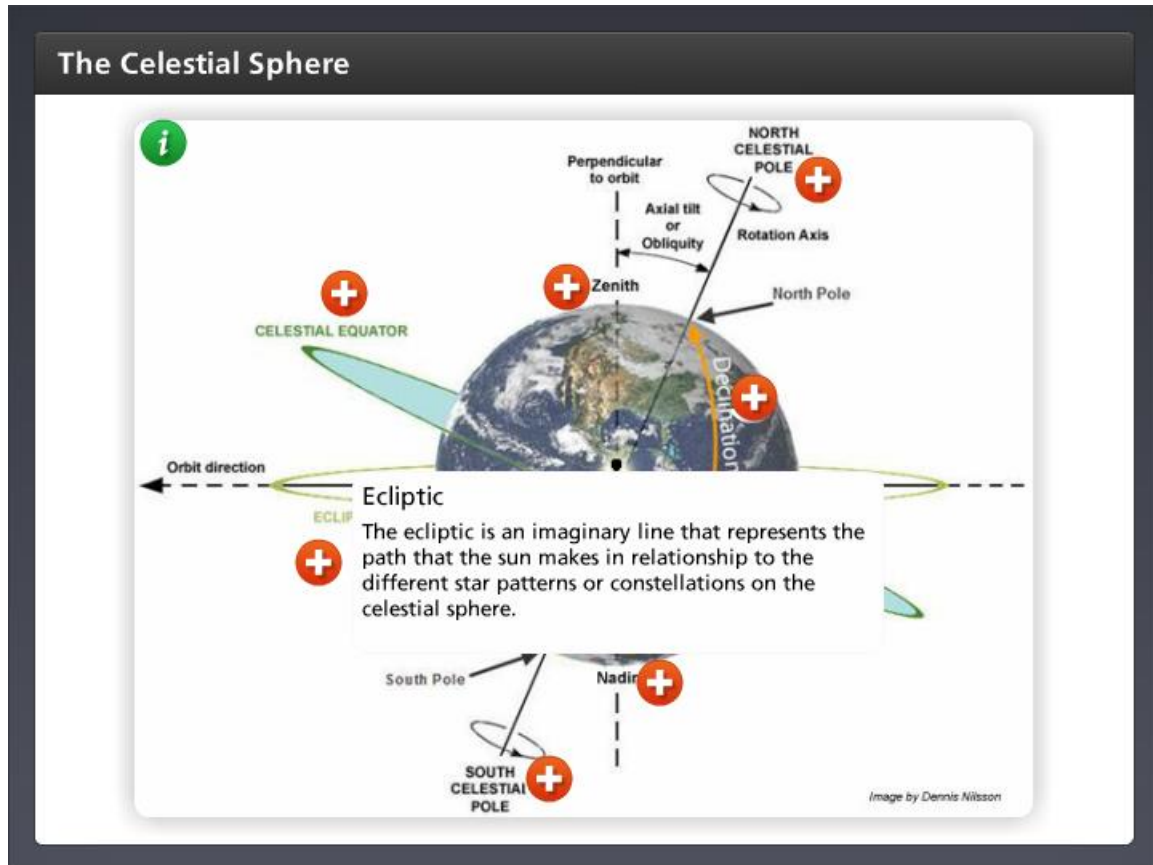 The Celestial Sphere
i
NORTH
CELESTIAL
POLE
Perpendicular
to orbit
Axial tilt
or
Obliquity
Rotation Axis
Zenith
North Pole
CELESTIAL EQUATOR
Declination
Orbit direction
Ecliptic
The ecliptic is an imaginary line that represents the
path that the sun makes in relationship to the
different star patterns or constellations on the
celestial sphere.
South Pole
Nadir
SOUTH
CELESTIAL
POLE
Image by Dennis Nilsson